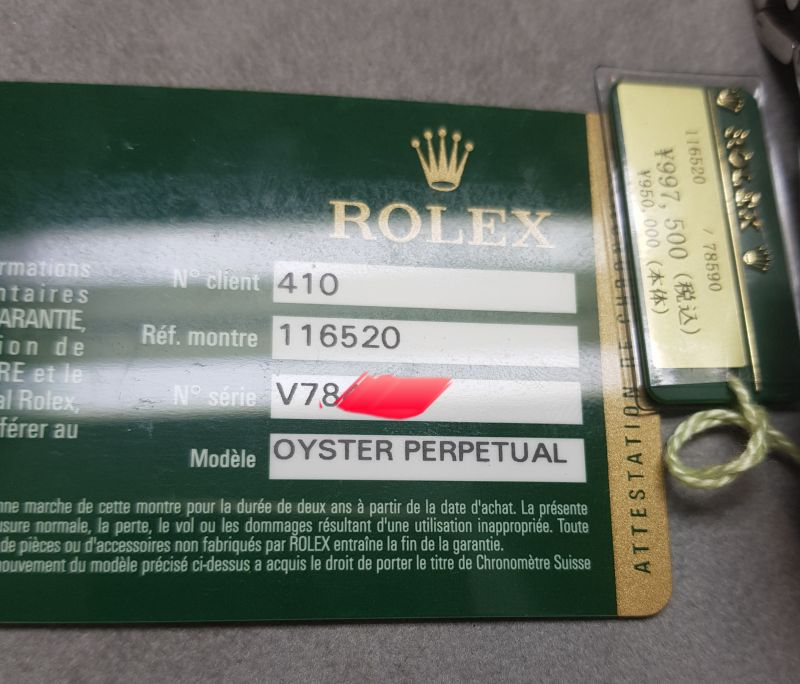 ROLEX
N° client 410
Réf. montre 116520
N° série V78
Modèle OYSTER PERPETUAL
rmations
ntaires
ARANTIE,
ion de
RE et le
al Rolex,
férer au
nne marche de cette montre pour la durée de deux ans à partir de la date d'achat. La présente
usure normale, la perte, le vol ou les dommages résultant d'une utilisation inappropriée. Toute
de pièces ou d'accessoires non fabriqués par ROLEX entraîne la fin de la garantie.
mouvement du modèle précisé ci-dessus a acquis le droit de porter le titre de Chronomètre Suisse
ATTESTATION DE CHRONO
ROLEX
116520 / 78590
¥997,500 (税込)
¥950,000 (本体)